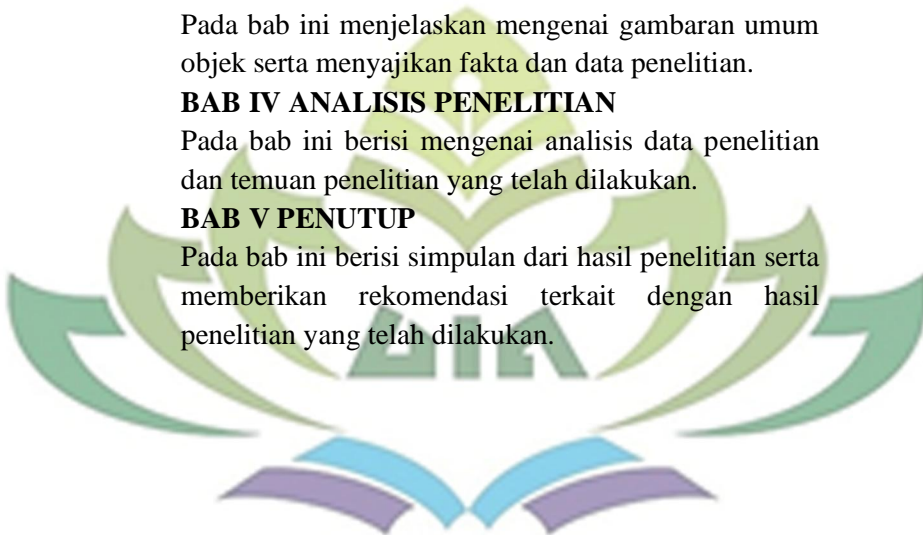 Pada bab ini menjelaskan mengenai gambaran umum
objek serta menyajikan fakta dan data penelitian.
BAB IV ANALISIS PENELITIAN
Pada bab ini berisi mengenai analisis data penelitian
dan temuan penelitian yang telah dilakukan.
BAB V PENUTUP
Pada bab ini berisi simpulan dari hasil penelitian serta
memberikan rekomendasi terkait dengan hasil
penelitian yang telah dilakukan.